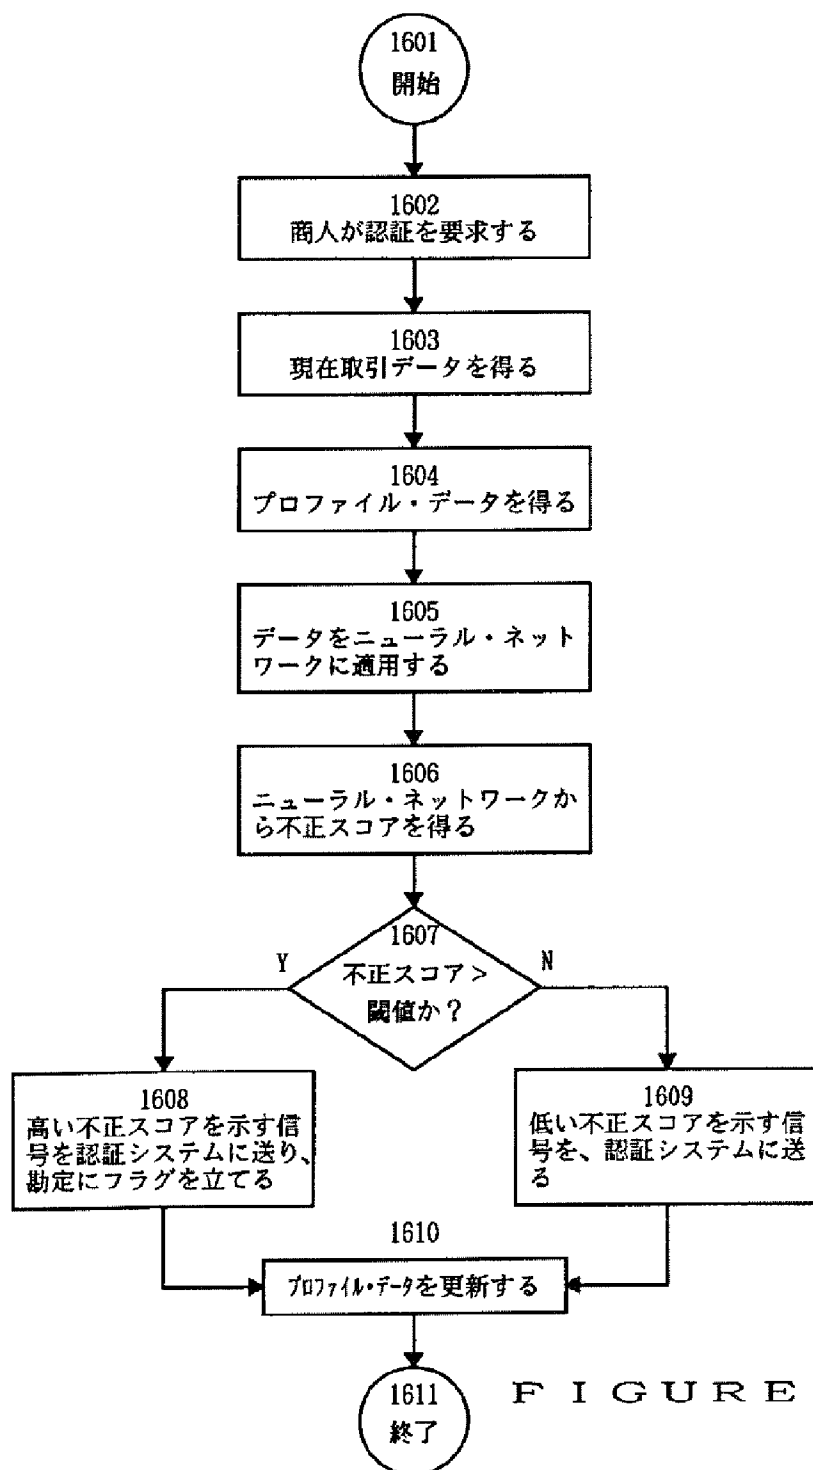 1601
開始
1602
商人が認証を要求する
1603
現在取引データを得る
1604
プロファイル・データを得る
1605
データをニューラル・ネット
ワークに適用する
1606
ニューラル・ネットワークか
ら不正スコアを得る
1607
Y
N
不正スコア>
閾値か？
1608
高い不正スコアを示す信
号を認証システムに送り、
勘定にフラグを立てる
1609
低い不正スコアを示す信
号を、認証システムに送
る
1610
プロファイル・データを更新する
1611
終了
FIGURE